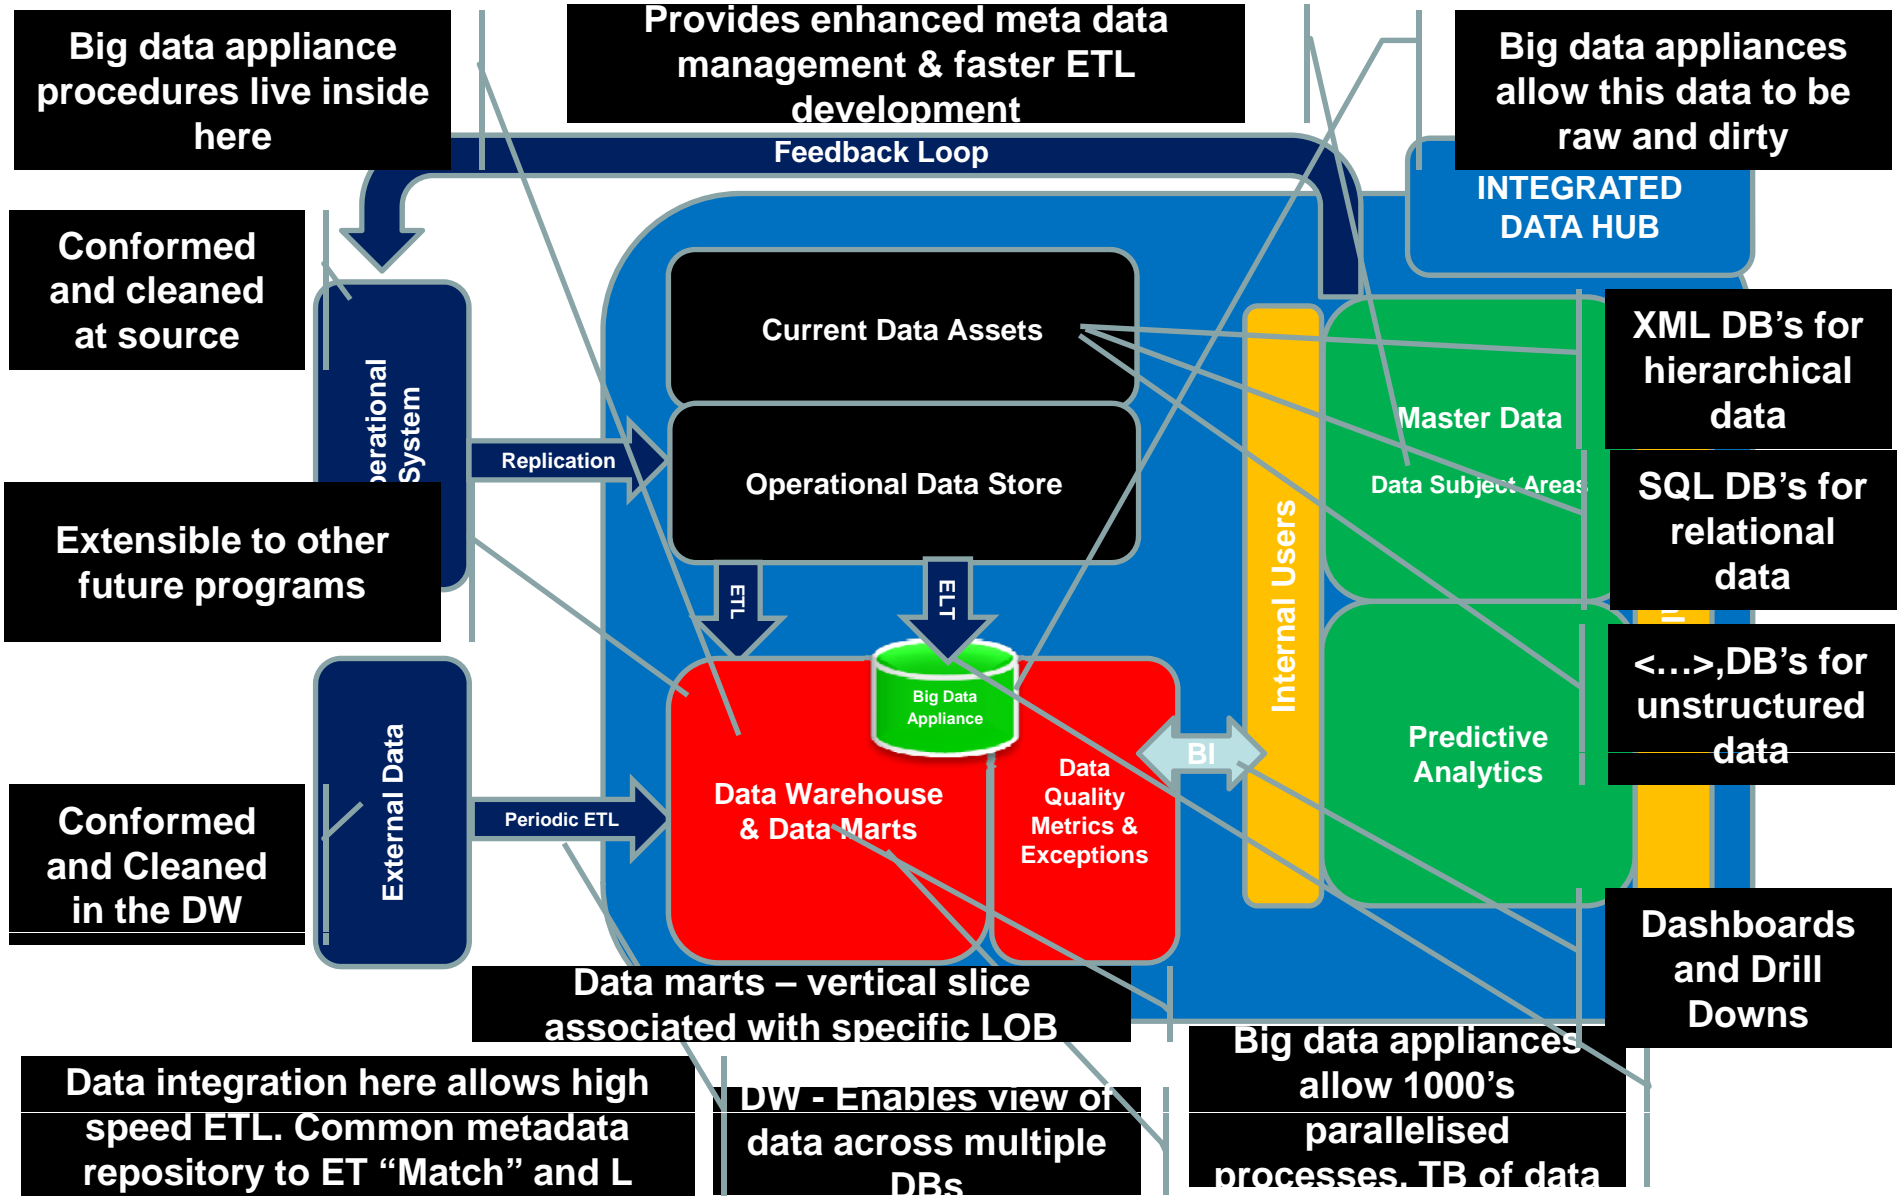 Big data appliance
procedures live inside
here
Provides enhanced meta data
management & faster ETL
development
Big data appliances
allow this data to be
raw and dirty
Feedback Loop
INTEGRATED
DATA HUB
Conformed
and cleaned
at source
Current Data Assets
XML DB’s for
hierarchical
data
System
Replication
Operational Data Store
Master Data
Data Subject Areas
SQL DB’s for
relational
data
Extensible to other
future programs
ETL
ELT
Internal Users
Big Data
Appliance
<…>,DB’s for
unstructured
data
BI
Predictive
Analytics
External Data
Periodic ETL
Data Warehouse
& Data Marts
Data
Quality
Metrics &
Exceptions
Conformed
and Cleaned
in the DW
Dashboards
and Drill
Downs
Data marts – vertical slice
associated with specific LOB
Data integration here allows high
speed ETL. Common metadata
repository to ET “Match” and L
DW - Enables view of
data across multiple
DBs
Big data appliances
allow 1000’s
parallelised
processes. TB of data